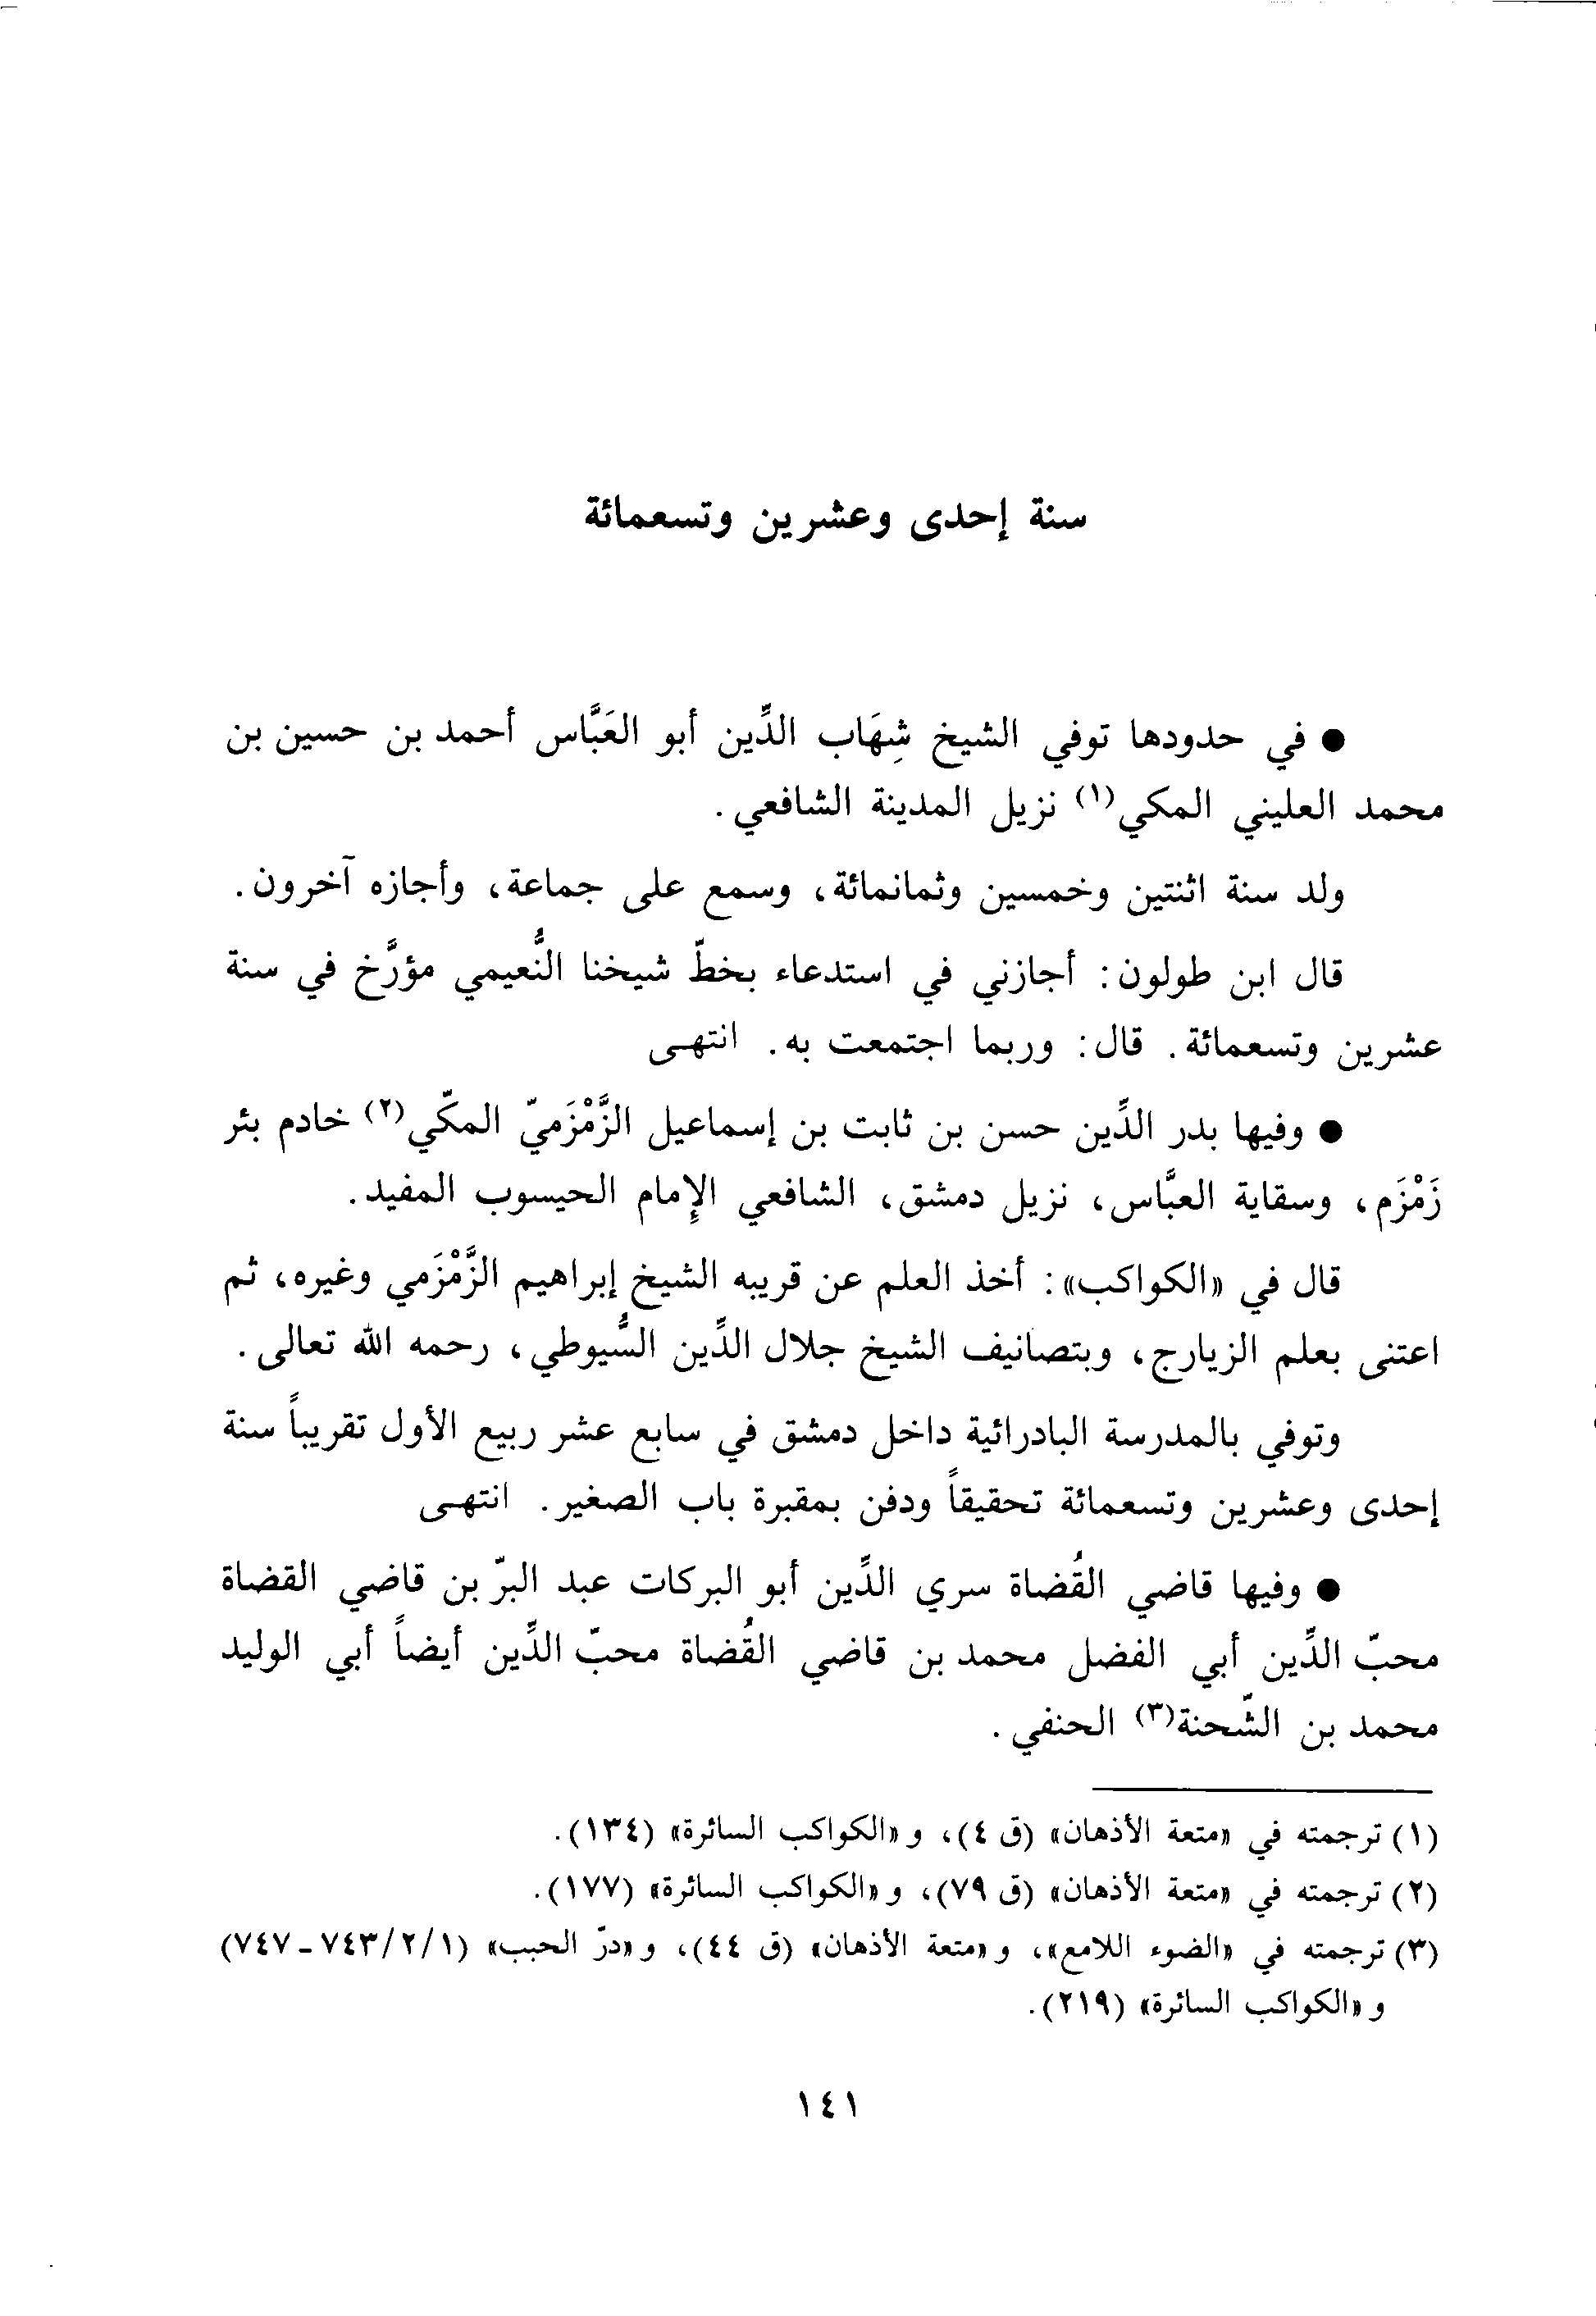 سنة إحدى وعشرين وتسعمائة
● في حدودها توفي الشيخ شِهَاب الدِّين أبو العَبَّاس أحمد بن حسين بن
محمد العليني المكي(١) نزيل المدينة الشافعي.
ولد سنة اثنتين وخمسين وثمانمائة، وسمع على جماعة، وأجازه آخرون.
قال ابن طولون: أجازني في استدعاء بخطّ شيخنا النُّعيمي مؤرَّخ في سنة
عشرين وتسعمائة. قال: وربما اجتمعت به. انتهى
● وفيها بدر الدِّين حسن بن ثابت بن إسماعيل الزَّمْزَميّ المكّي(٢) خادم بئر
زَمْزَم، وسقاية العبَّاس، نزيل دمشق، الشافعي الإمام الحيسوب المفيد.
قال في «الكواكب»: أخذ العلم عن قريبه الشيخ إبراهيم الزَّمْزَمي وغيره، ثم
اعتنى بعلم الزيارج، وبتصانيف الشيخ جلال الدِّين السُّيوطي، رحمه الله تعالى.
وتوفي بالمدرسة البادرائية داخل دمشق في سابع عشر ربيع الأول تقريباً سنة
إحدى وعشرين وتسعمائة تحقيقاً ودفن بمقبرة باب الصغير. انتهى
● وفيها قاضي القُضاة سري الدِّين أبو البركات عبد البرّ بن قاضي القضاة
محبّ الدِّين أبي الفضل محمد بن قاضي القُضاة محبّ الدِّين أيضاً أبي الوليد
محمد بن الشّحنة(٣) الحنفي.
(١) ترجمته في «متعة الأذهان» (ق ٤)، و «الكواكب السائرة» (١٣٤).
(٢) ترجمته في «متعة الأذهان» (ق ٧٩)، و «الكواكب السائرة» (١٧٧).
(٣) ترجمته في «الضوء اللامع»، و «متعة الأذهان» (ق ٤٤)، و «درّ الحبب» (٧٤٣/٢/١ - ٧٤٧)
و «الكواكب السائرة» (٢١٩).
١٤١